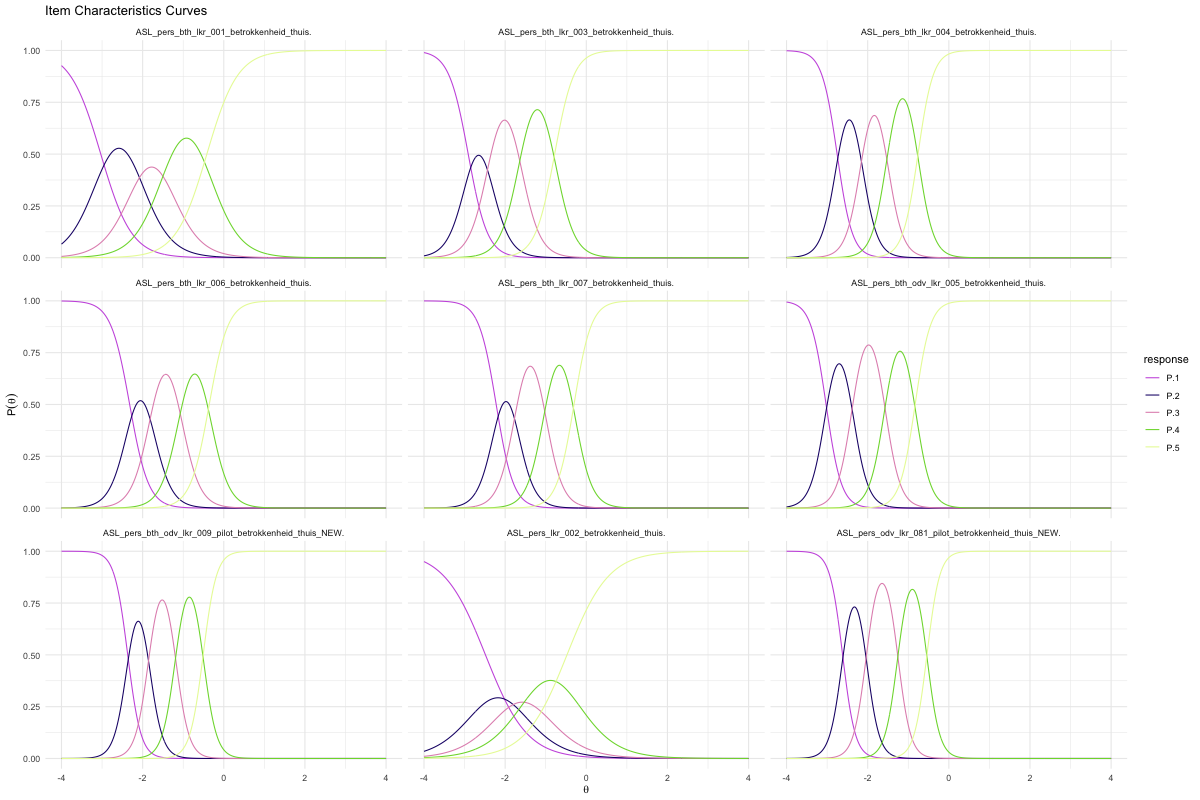 Item Characteristics Curves
ASL_pers_bth_lkr_001_betrokkenheid_thuis.
ASL_pers_bth_lkr_003_betrokkenheid_thuis.
ASL_pers_bth_lkr_004_betrokkenheid_thuis.
1.00
0.75
0.50
0.25
0.00
ASL_pers_bth_lkr_006_betrokkenheid_thuis.
ASL_pers_bth_lkr_007_betrokkenheid_thuis.
ASL_pers_bth_odv_lkr_005_betrokkenheid_thuis.
1.00
0.75
0.50
0.25
0.00
P(θ)
ASL_pers_bth_odv_lkr_009_pilot_betrokkenheid_thuis_NEW.
ASL_pers_lkr_002_betrokkenheid_thuis.
ASL_pers_odv_lkr_081_pilot_betrokkenheid_thuis_NEW.
1.00
0.75
0.50
0.25
0.00
-4 -2 0 2 4
-4 -2 0 2 4
-4 -2 0 2 4
θ
response
P.1
P.2
P.3
P.4
P.5